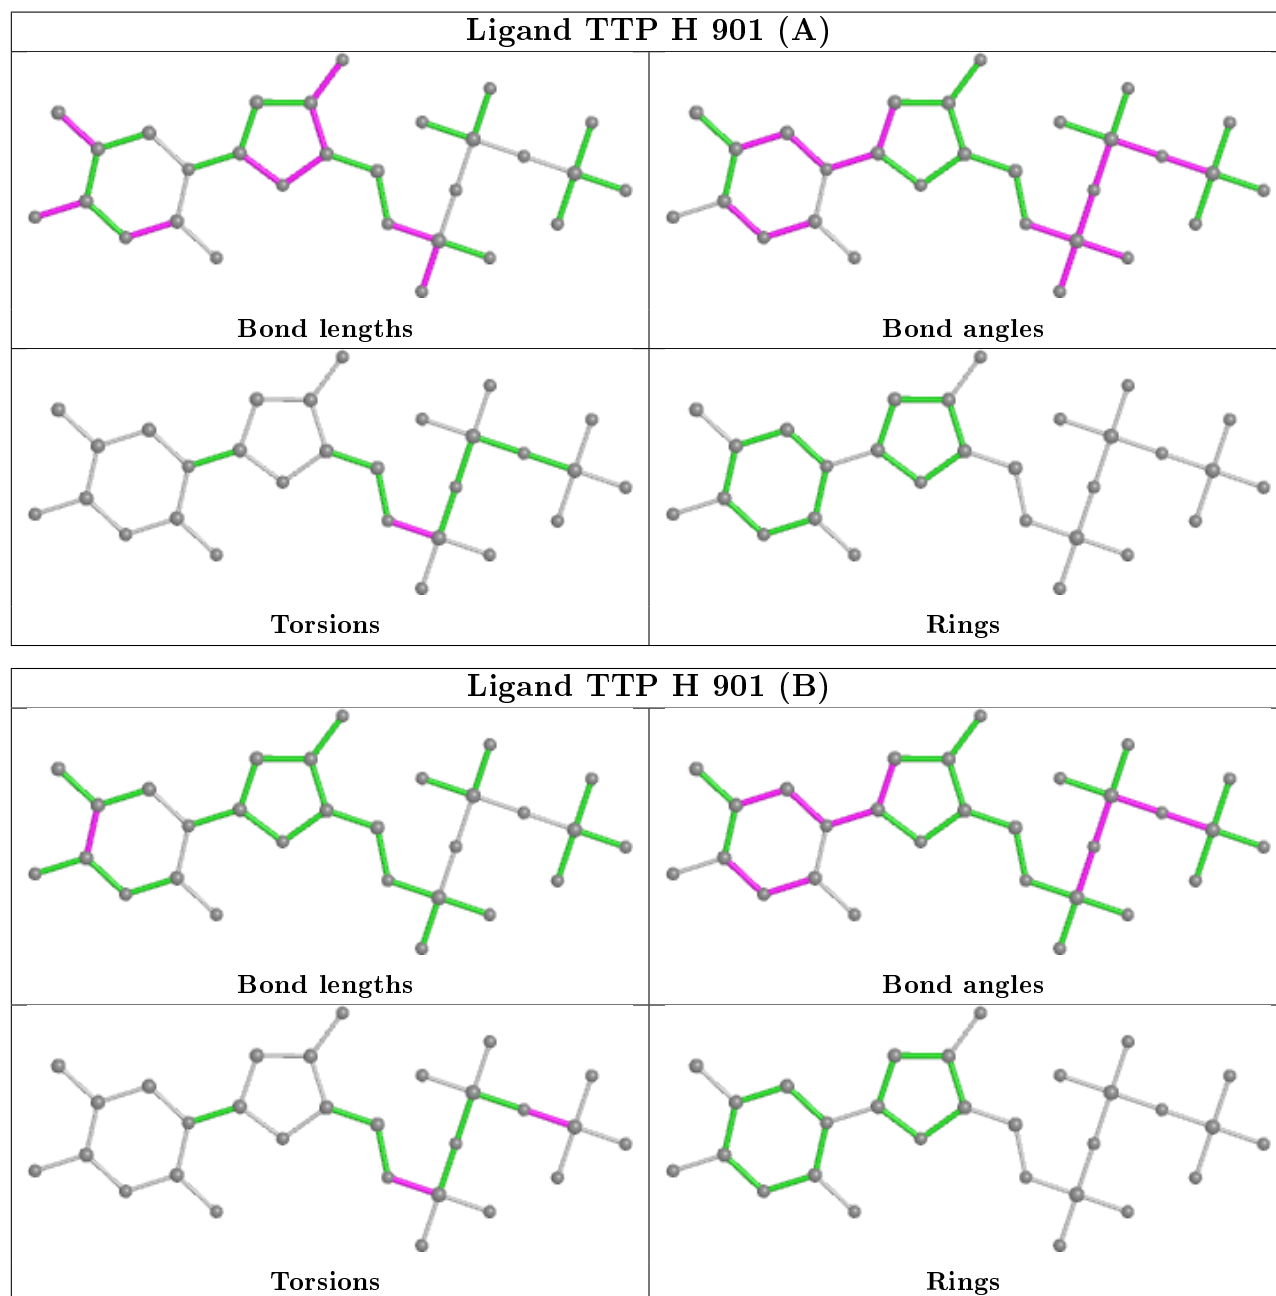 Ligand TTP H 901 (A)
Bond lengths
Bond angles
Torsions
Rings
Ligand TTP H 901 (B)
Bond lengths
Bond angles
Torsions
Rings